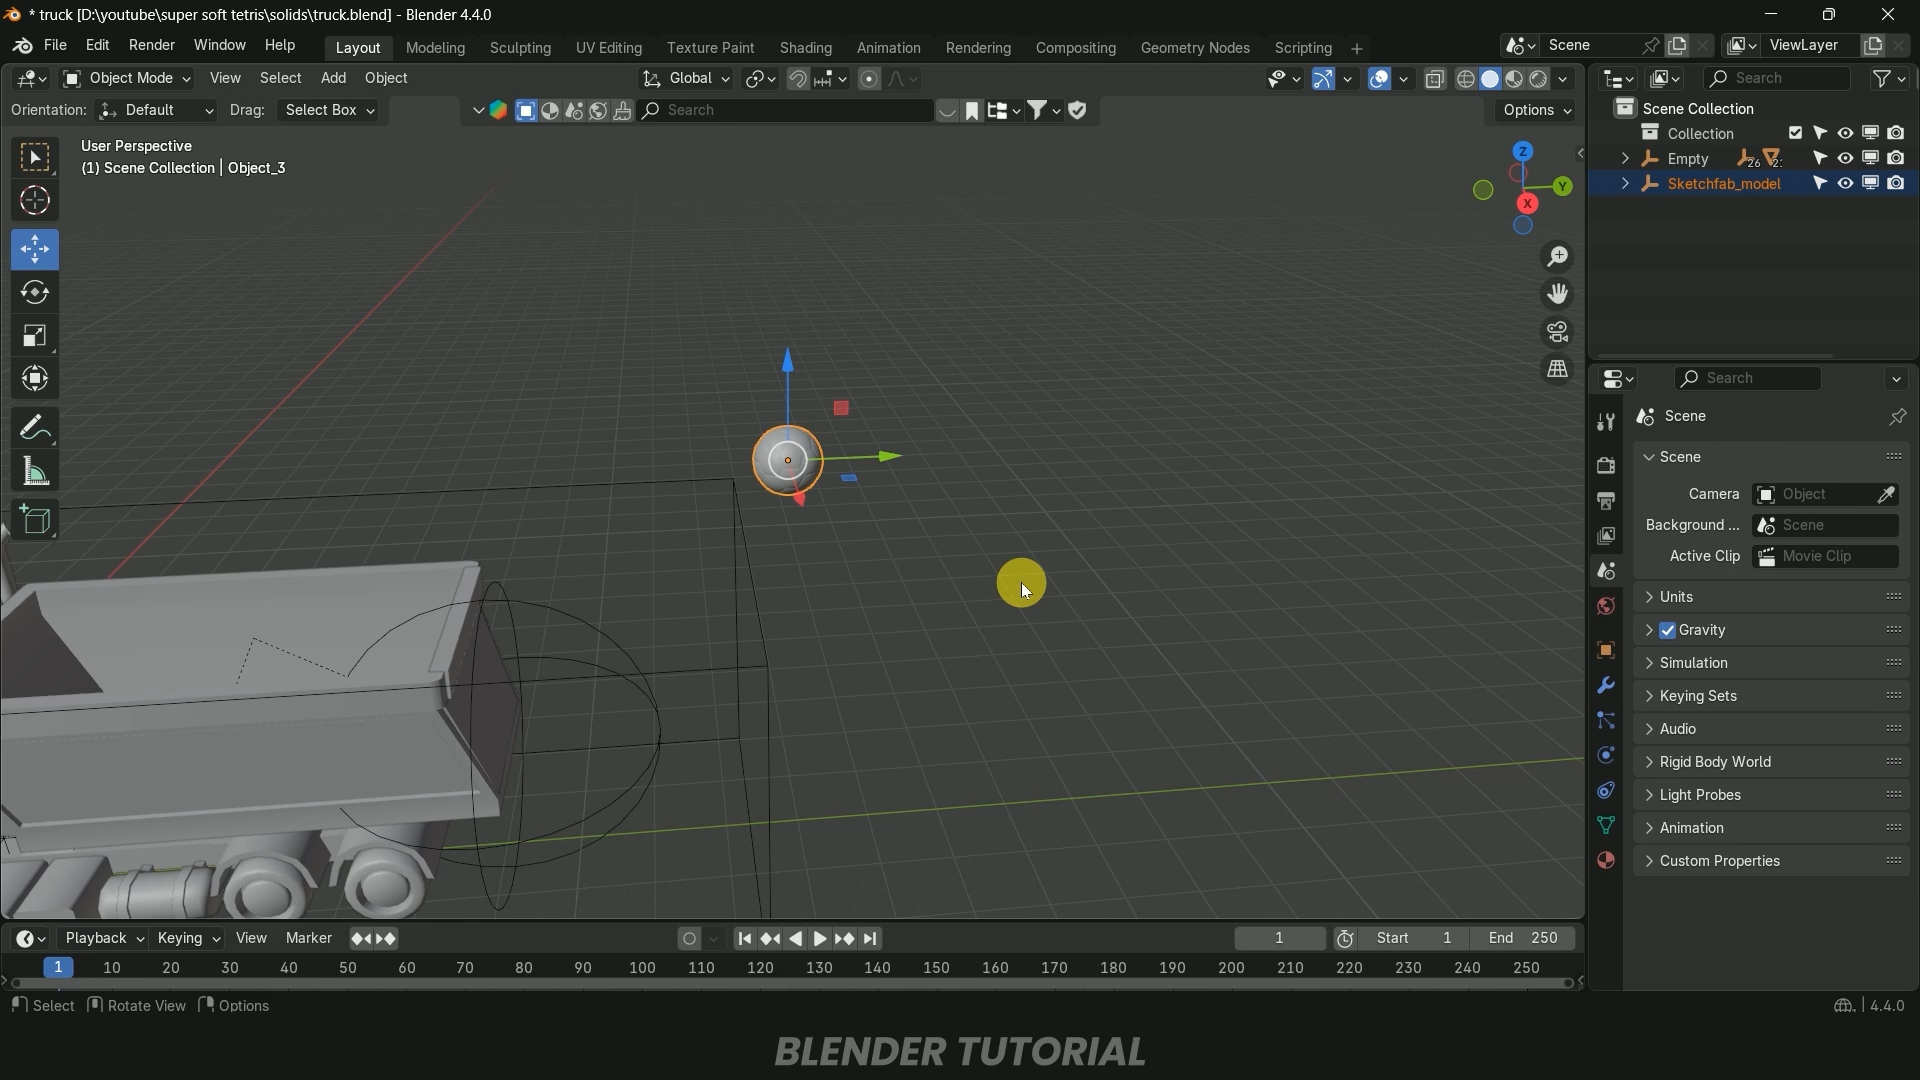 * truck [D:\youtube\super soft tetris\solids\truck.blend] - Blender 4.4.0
File Edit Render Window Help Layout Modeling Sculpting UV Editing Texture Paint Shading Animation Rendering Compositing Geometry Nodes Scripting + Scene ViewLayer
Object Mode View Select Add Object Global Search
Orientation: Default Drag: Select Box Search Options
User Perspective
(1) Scene Collection | Object_3
Z
Y
X
Scene Collection
Collection
Empty 26
Sketchfab_model
Search
Scene
Scene
Camera Object
Background ... Scene
Active Clip Movie Clip
Units
Gravity
Simulation
Keying Sets
Audio
Rigid Body World
Light Probes
Animation
Custom Properties
Playback Keying View Marker 1 Start 1 End 250
1 10 20 30 40 50 60 70 80 90 100 110 120 130 140 150 160 170 180 190 200 210 220 230 240 250
Select Rotate View Options 4.4.0
BLENDER TUTORIAL